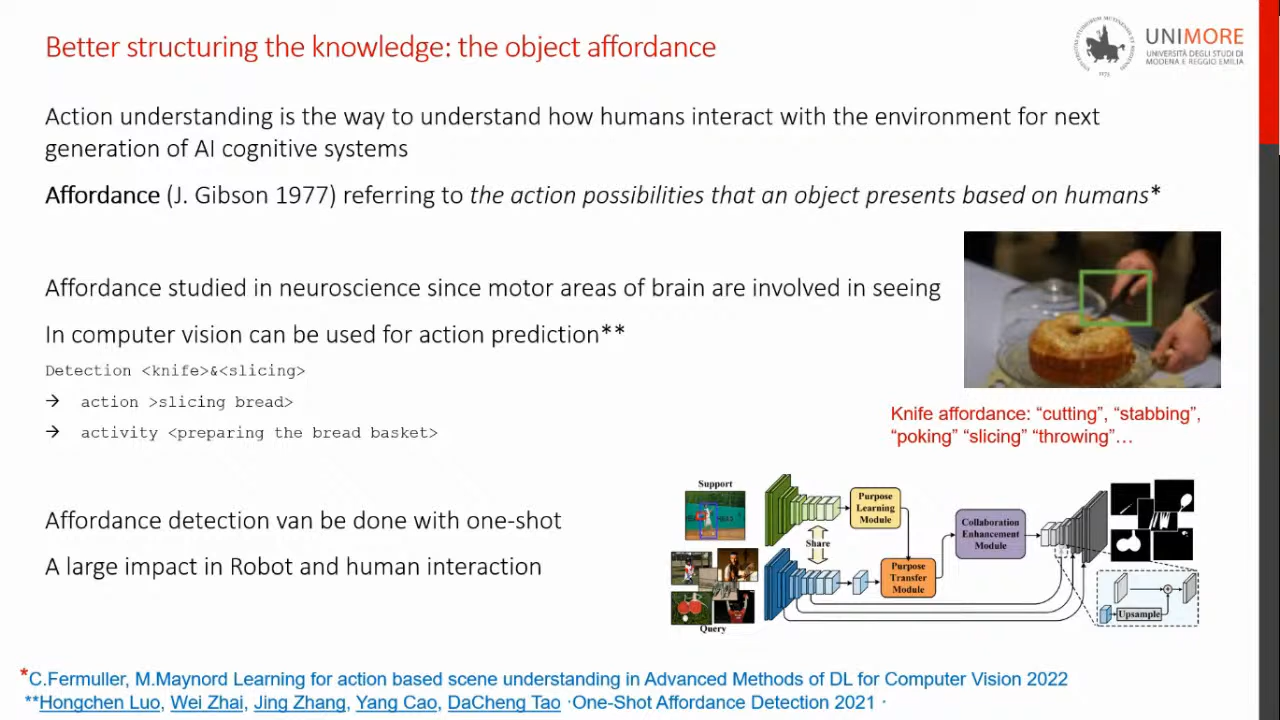 Better structuring the knowledge: the object affordance
UNIMORE
UNIVERSITÀ DEGLI STUDI DI
MODENA E REGGIO EMILIA
1175
Action understanding is the way to understand how humans interact with the environment for next
generation of AI cognitive systems
Affordance (J. Gibson 1977) referring to the action possibilities that an object presents based on humans*
Affordance studied in neuroscience since motor areas of brain are involved in seeing
In computer vision can be used for action prediction**
Detection <knife>&<slicing>
→ action >slicing bread>
→ activity <preparing the bread basket>
Knife affordance: “cutting”, “stabbing”,
“poking” “slicing” “throwing”…
Affordance detection van be done with one-shot
A large impact in Robot and human interaction
Support
Query
Share
Purpose
Learning
Module
Purpose
Transfer
Module
Collaboration
Enhancement
Module
Upsample
*C.Fermuller, M.Maynord Learning for action based scene understanding in Advanced Methods of DL for Computer Vision 2022
**Hongchen Luo, Wei Zhai, Jing Zhang, Yang Cao, DaCheng Tao ·One-Shot Affordance Detection 2021 ·